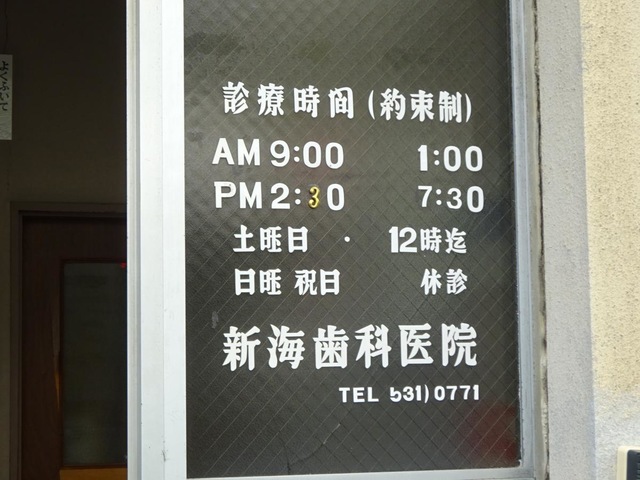 診療時間(約束制)
AM 9:00 1:00
PM 2:30 7:30
土旺日 · 12時迄
日旺 祝日 休診
新海歯科医院
TEL 531)0771